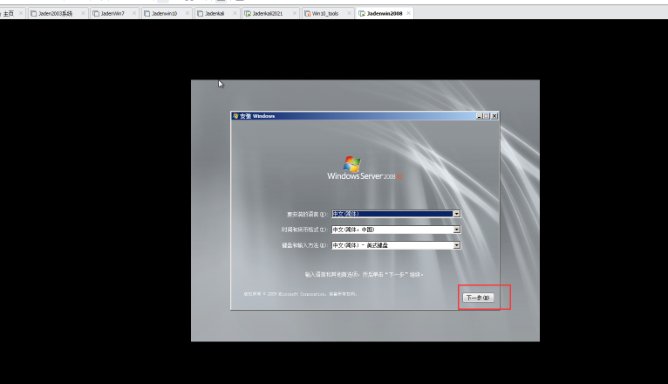 主页
Jaden2003系统
JadenWin7
Jadenwin10
Jadenkali
Jadenkali2021
Win10_tools
Jadenwin2008
安装 Windows
Windows Server 2008 R2
要安装的语言(E): 中文(简体)
时间和货币格式(T): 中文(简体，中国)
键盘和输入方法(K): 中文(简体) - 美式键盘
输入语言和其他首选项，然后单击“下一步”继续。
版权所有 © 2009 Microsoft Corporation。保留所有权利。
下一步(N)